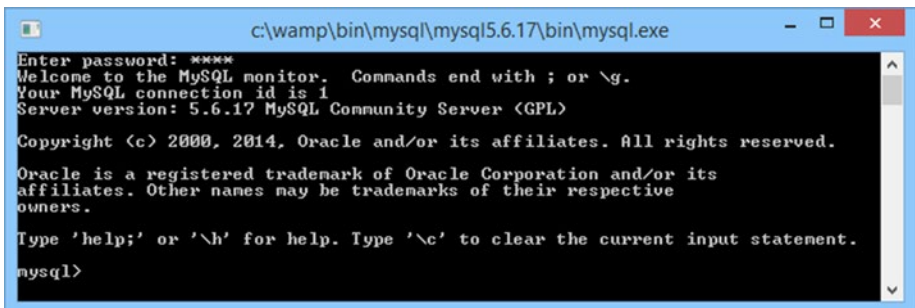 c:\wamp\bin\mysql\mysql5.6.17\bin\mysql.exe
Enter password: ****
Welcome to the MySQL monitor.  Commands end with ; or \g.
Your MySQL connection id is 1
Server version: 5.6.17 MySQL Community Server (GPL)
Copyright (c) 2000, 2014, Oracle and/or its affiliates. All rights reserved.
Oracle is a registered trademark of Oracle Corporation and/or its
affiliates. Other names may be trademarks of their respective
owners.
Type 'help;' or '\h' for help. Type '\c' to clear the current input statement.
mysql>